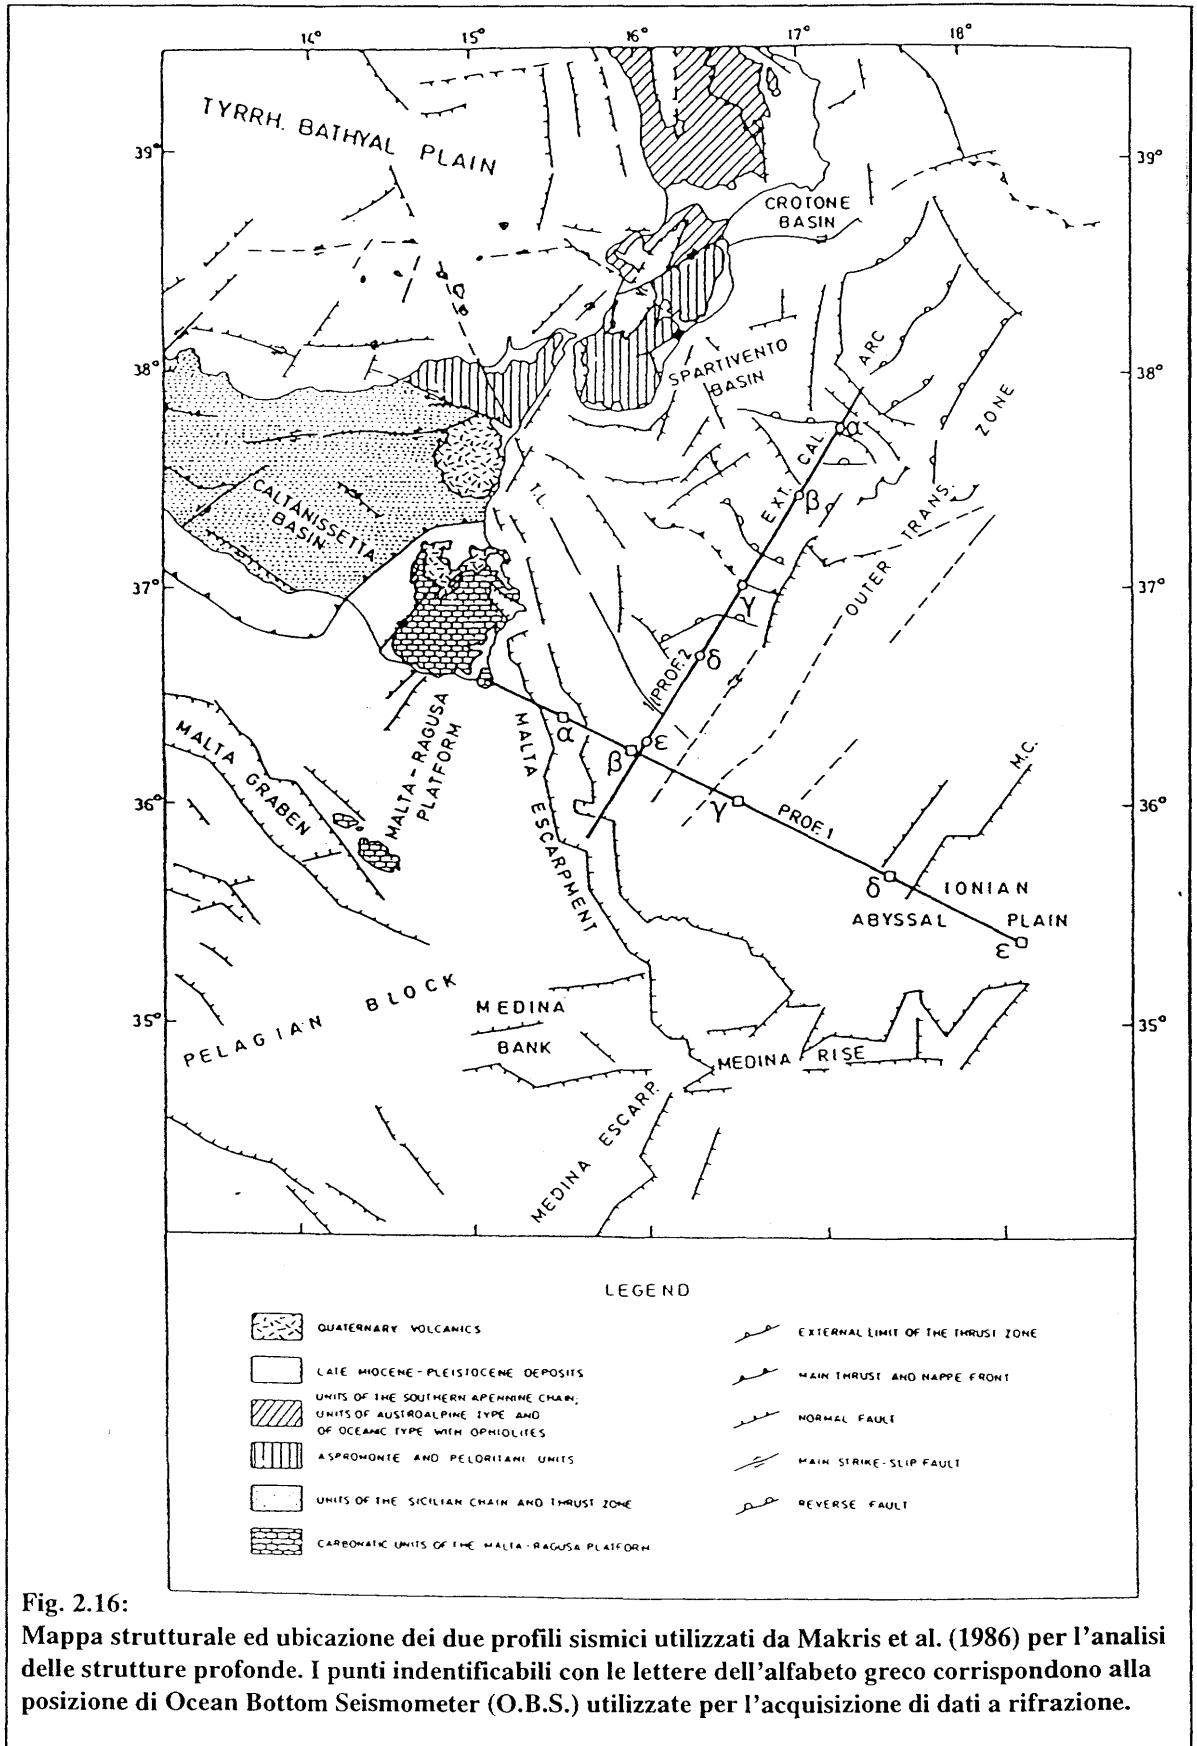 14° 15° 16° 17° 18°
TYRRH. BATHYAL PLAIN
39° 39°
CROTONE
BASIN
38° 38°
SPARTIVENTO
BASIN
ARC
ZONE
α
CAL.
EXT.
β
TRANS.
OUTER
T.L.
CALTANISSETTA
BASIN
37° 37°
γ
δ
PROF. 2
ε
α
β
γ
PROF. 1
M.C.
MALTA
ESCARPMENT
MALTA-RAGUSA
PLATFORM
MALTA GRABEN
36° 36°
δ
IONIAN
ABYSSAL PLAIN
ε
PELAGIAN BLOCK
MEDINA
BANK
35° 35°
MEDINA RISE
MEDINA ESCARP.
LEGEND
QUATERNARY VOLCANICS
LATE MIOCENE-PLEISTOCENE DEPOSITS
UNITS OF THE SOUTHERN APENNINE CHAIN;
UNITS OF AUSTROALPINE TYPE AND
OF OCEANIC TYPE WITH OPHIOLITES
ASPROMONTE AND PELORITANI UNITS
UNITS OF THE SICILIAN CHAIN AND THRUST ZONE
CARBONATIC UNITS OF THE MALTA-RAGUSA PLATFORM
EXTERNAL LIMIT OF THE THRUST ZONE
MAIN THRUST AND NAPPE FRONT
NORMAL FAULT
MAIN STRIKE-SLIP FAULT
REVERSE FAULT
Fig. 2.16:
Mappa strutturale ed ubicazione dei due profili sismici utilizzati da Makris et al. (1986) per l'analisi
delle strutture profonde. I punti indentificabili con le lettere dell'alfabeto greco corrispondono alla
posizione di Ocean Bottom Seismometer (O.B.S.) utilizzate per l'acquisizione di dati a rifrazione.